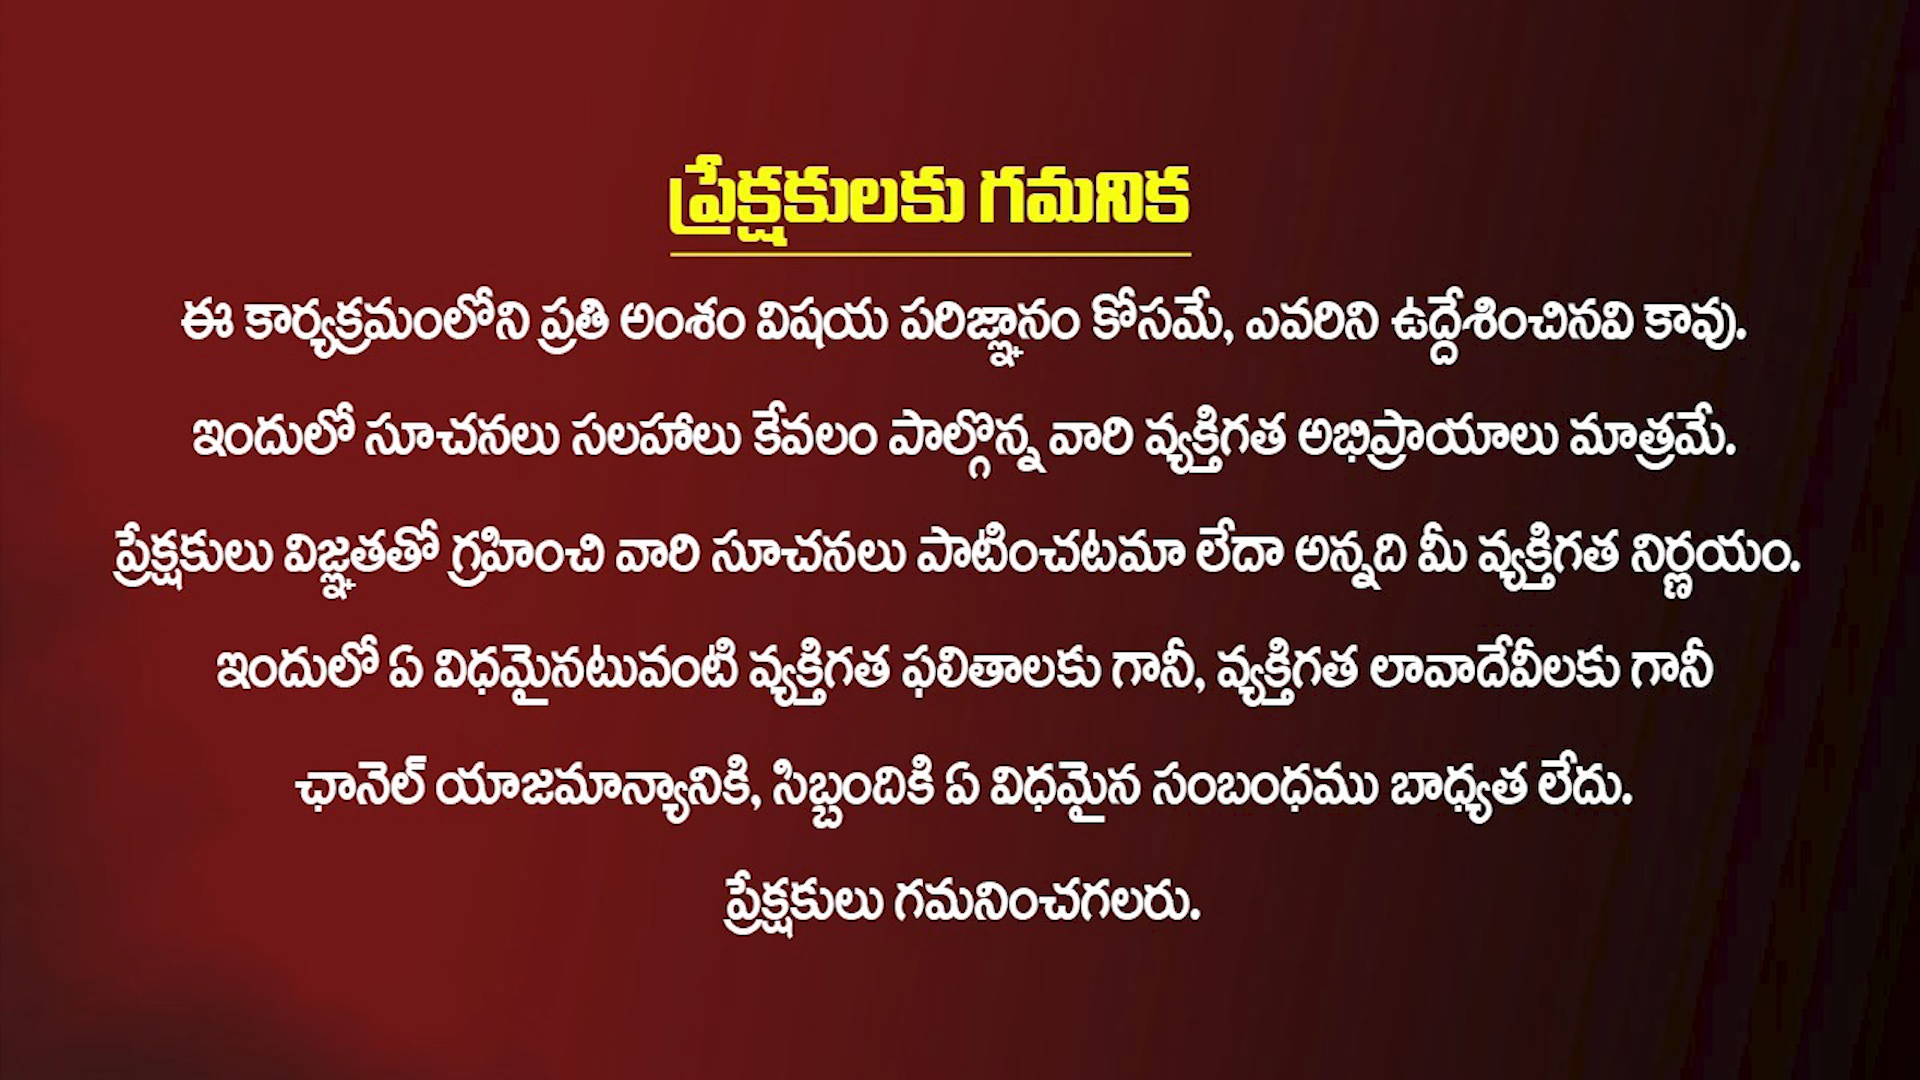 ప్రేక్షకులకు గమనిక
ఈ కార్యక్రమంలోని ప్రతి అంశం విషయ పరిజ్ఞానం కోసమే, ఎవరిని ఉద్దేశించినవి కావు.
ఇందులో సూచనలు సలహాలు కేవలం పాల్గొన్న వారి వ్యక్తిగత అభిప్రాయాలు మాత్రమే.
ప్రేక్షకులు విజ్ఞతతో గ్రహించి వారి సూచనలు పాటించటమా లేదా అన్నది మీ వ్యక్తిగత నిర్ణయం.
ఇందులో ఏ విధమైనటువంటి వ్యక్తిగత ఫలితాలకు గానీ, వ్యక్తిగత లావాదేవీలకు గానీ
ఛానెల్ యాజమాన్యానికి, సిబ్బందికి ఏ విధమైన సంబంధము బాధ్యత లేదు.
ప్రేక్షకులు గమనించగలరు.